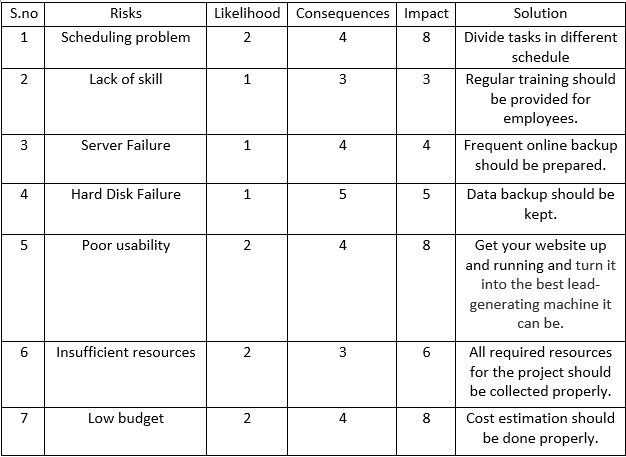 S.no Risks Likelihood Consequences Impact Solution
1 Scheduling problem 2 4 8 Divide tasks in different
schedule
2 Lack of skill 1 3 3 Regular training should
be provided for
employees.
3 Server Failure 1 4 4 Frequent online backup
should be prepared.
4 Hard Disk Failure 1 5 5 Data backup should be
kept.
5 Poor usability 2 4 8 Get your website up
and running and turn it
into the best lead-
generating machine it
can be.
6 Insufficient resources 2 3 6 All required resources
for the project should
be collected properly.
7 Low budget 2 4 8 Cost estimation should
be done properly.